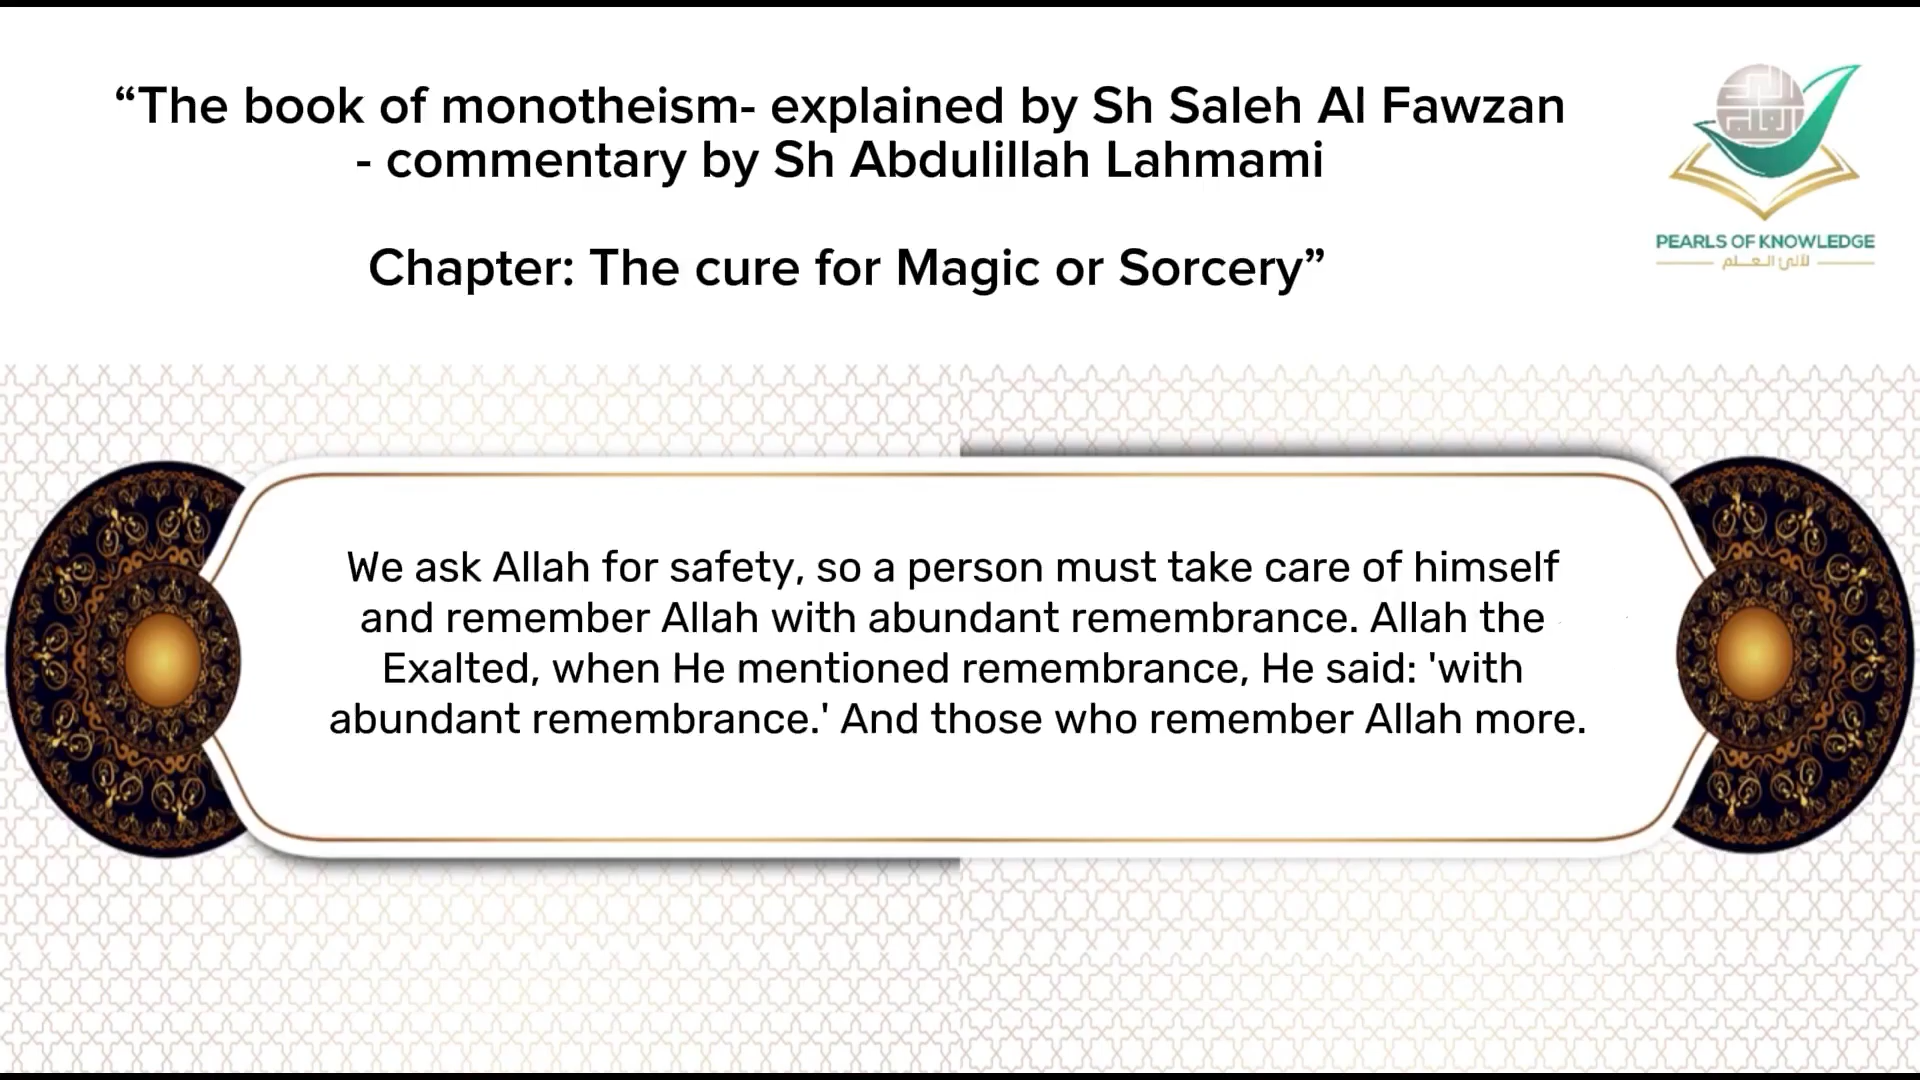 “The book of monotheism- explained by Sh Saleh Al Fawzan
- commentary by Sh Abdulillah Lahmami
Chapter: The cure for Magic or Sorcery”
PEARLS OF KNOWLEDGE
لآلئ العلم
We ask Allah for safety, so a person must take care of himself
and remember Allah with abundant remembrance. Allah the
Exalted, when He mentioned remembrance, He said: 'with
abundant remembrance.' And those who remember Allah more.